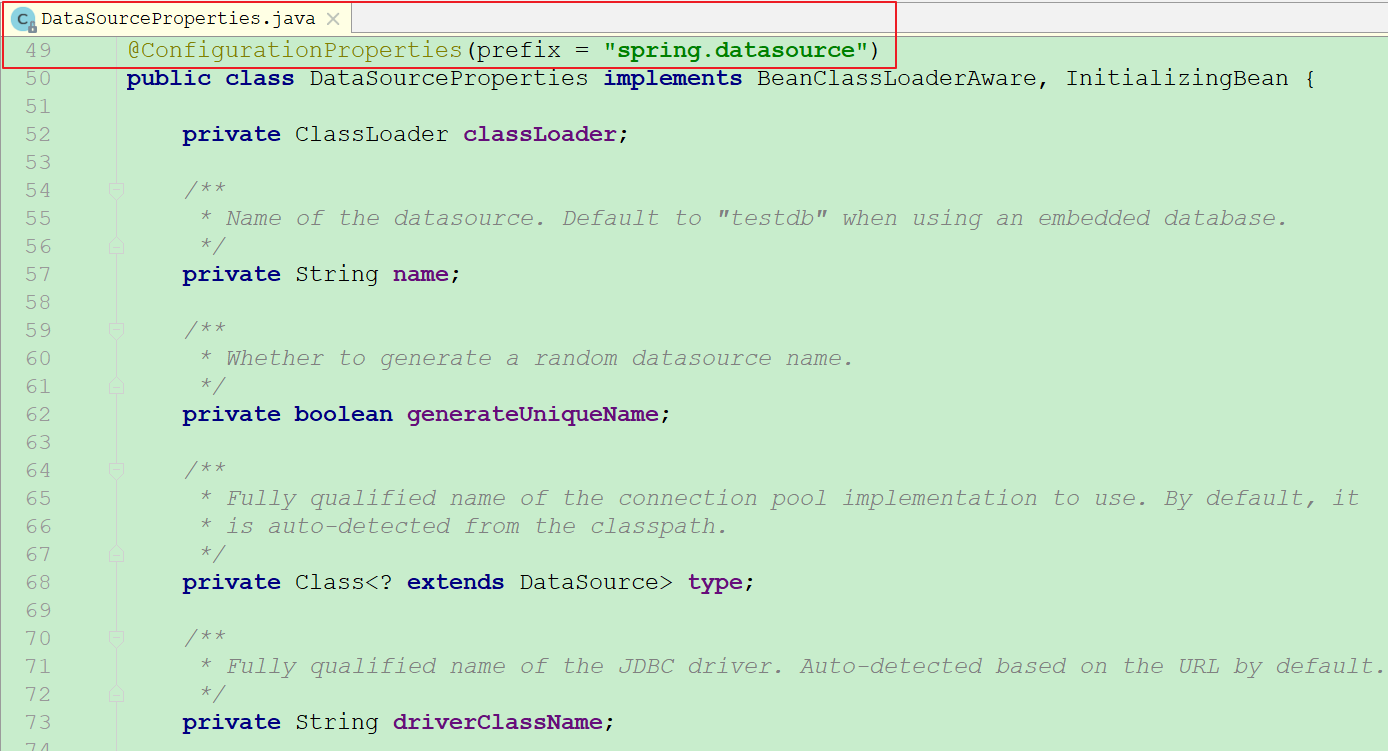 DataSourceProperties.java
49 @ConfigurationProperties(prefix = "spring.datasource")
50 public class DataSourceProperties implements BeanClassLoaderAware, InitializingBean {
51
52 private ClassLoader classLoader;
53
54 /**
55 * Name of the datasource. Default to "testdb" when using an embedded database.
56 */
57 private String name;
58
59 /**
60 * Whether to generate a random datasource name.
61 */
62 private boolean generateUniqueName;
63
64 /**
65 * Fully qualified name of the connection pool implementation to use. By default, it
66 * is auto-detected from the classpath.
67 */
68 private Class<? extends DataSource> type;
69
70 /**
71 * Fully qualified name of the JDBC driver. Auto-detected based on the URL by default.
72 */
73 private String driverClassName;
74